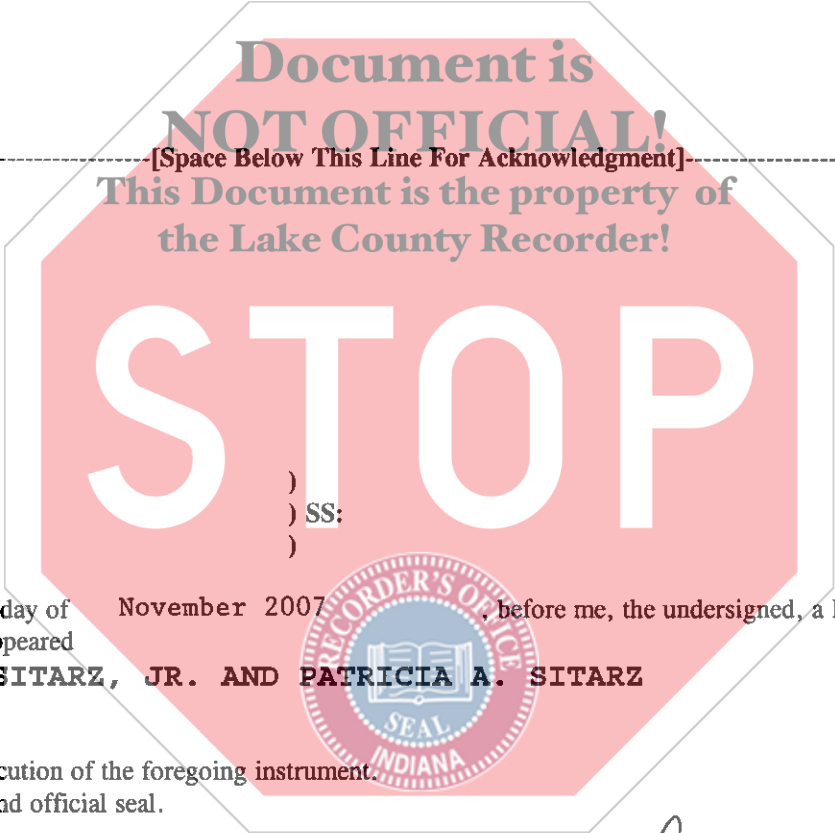 Document is
NOT OFFICIAL!
[Space Below This Line For Acknowledgment]
This Document is the property of
the Lake County Recorder!
STOP
)
) SS:
)
day of November 2007, before me, the undersigned, a
peared
SITARZ, JR. AND PATRICIA A. SITARZ
RECORDER'S OFFICE
SEAL
INDIANA
cution of the foregoing instrument.
nd official seal.